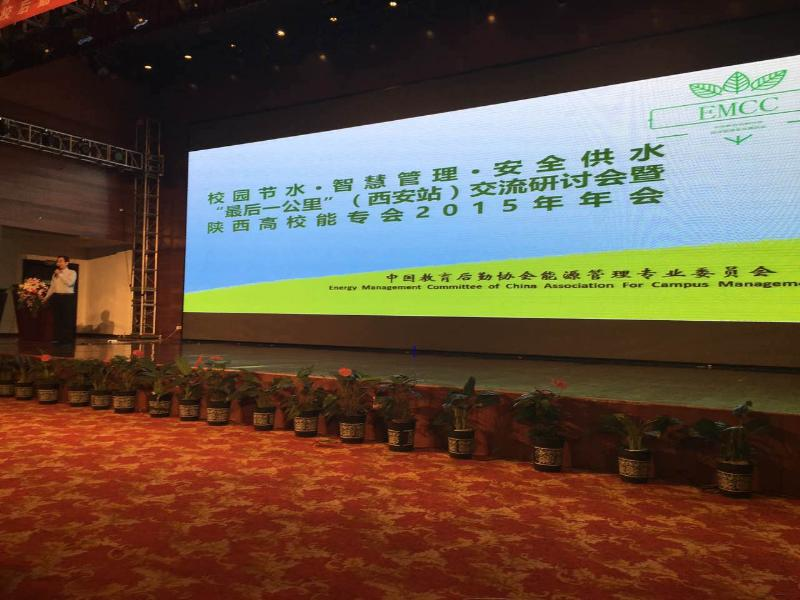 EMCC
校园节水·智慧管理·安全供水
“最后一公里”（西安站）交流研讨会暨
陕西高校能专会2015年年会
中国教育后勤协会能源管理专业委员会
Energy Management Committee of China Association For Campus Managem